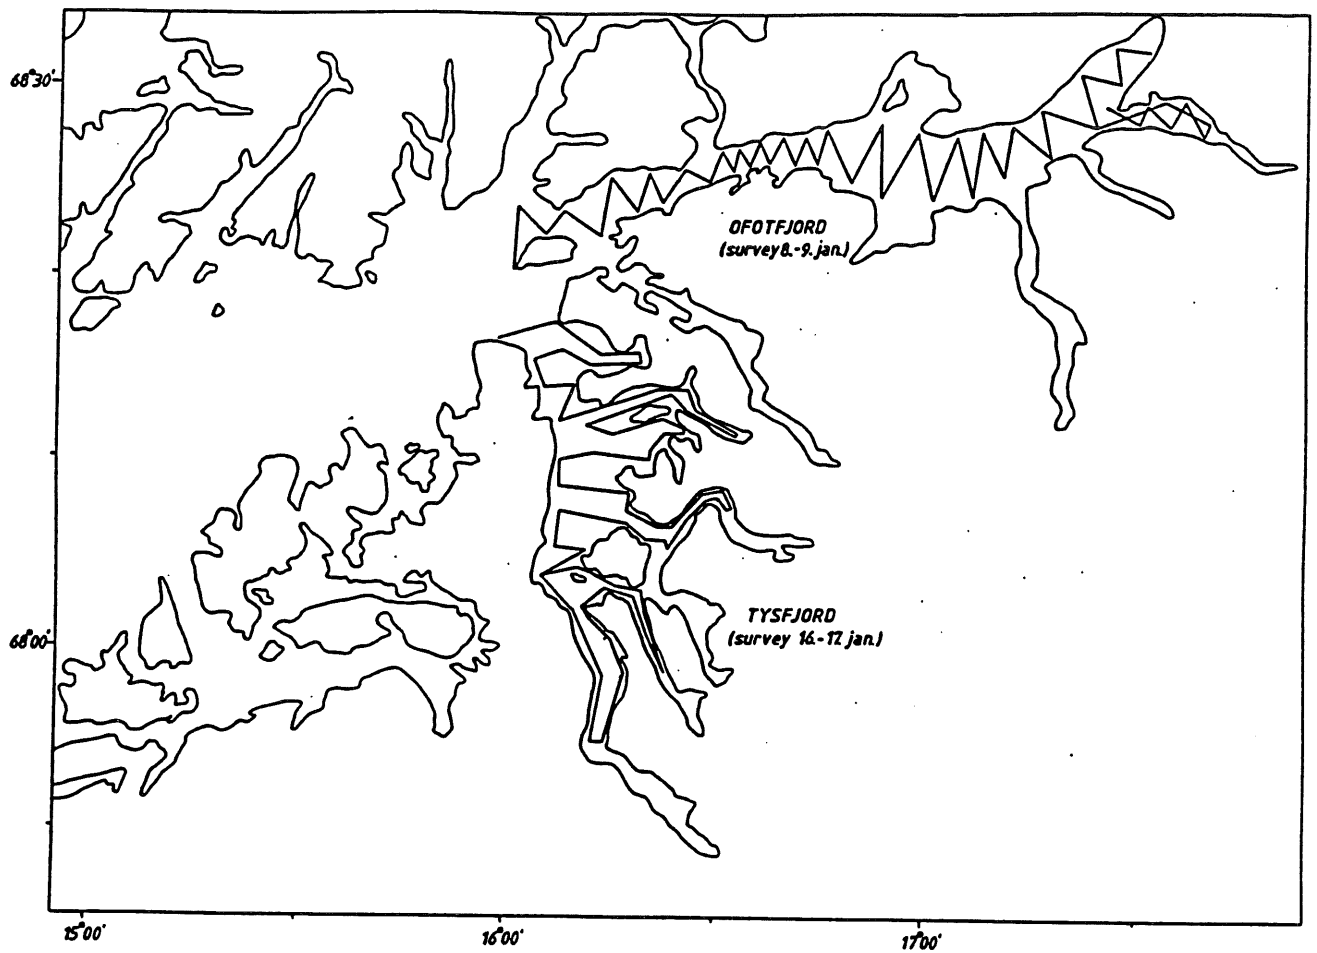 68°30'
OFOTFJORD
(survey 8.-9. jan.)
TYSFJORD
(survey 16.-17. jan.)
68°00'
15°00'
16°00'
17°00'